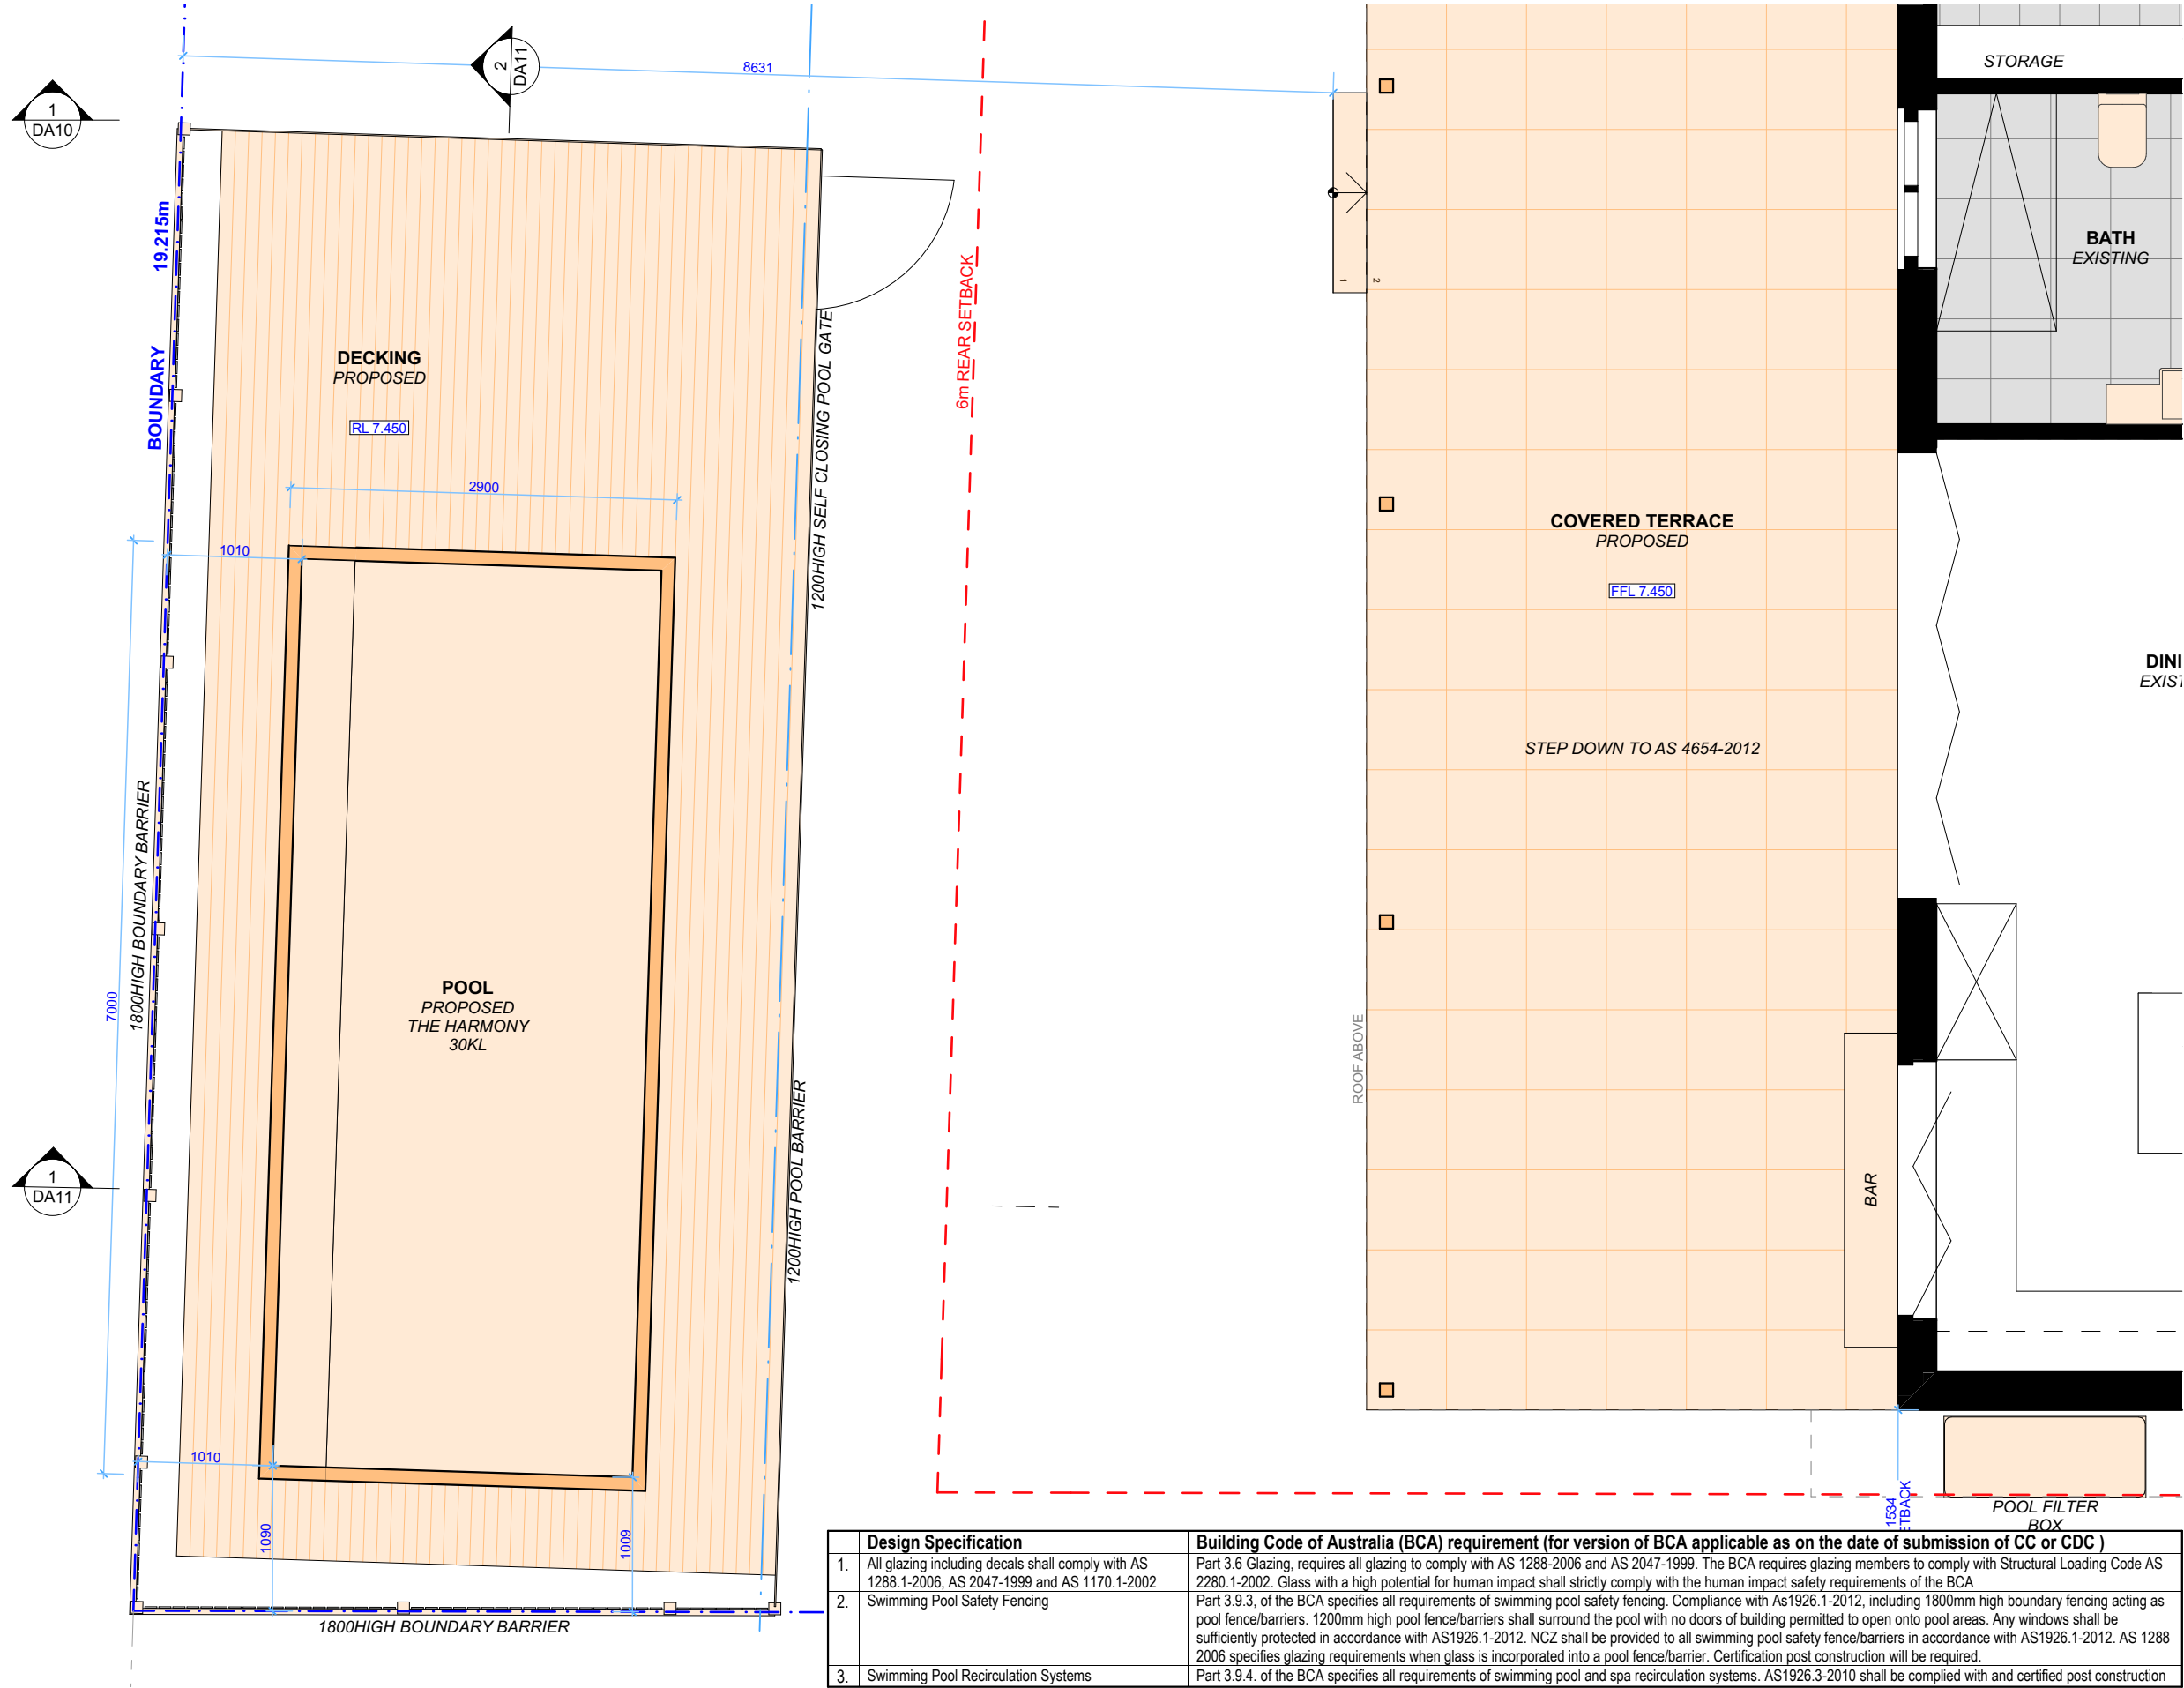 STORAGE
2
DA11
8631
1
DA10
BATH
EXISTING
19.215m
BOUNDARY
6m REAR SETBACK
1
2
1200HIGH SELF CLOSING POOL GATE
DECKING
PROPOSED
RL 7.450
2900
1010
COVERED TERRACE
PROPOSED
FFL 7.450
DINI
EXIST
STEP DOWN TO AS 4654-2012
1800HIGH BOUNDARY BARRIER
7000
POOL
PROPOSED
THE HARMONY
30KL
ROOF ABOVE
1200HIGH POOL BARRIER
1
DA11
BAR
1010
1090
1009
1534
ETBACK
POOL FILTER
BOX
1800HIGH BOUNDARY BARRIER
Design Specification Building Code of Australia (BCA) requirement (for version of BCA applicable as on the date of submission of CC or CDC )
1. All glazing including decals shall comply with AS 1288.1-2006, AS 2047-1999 and AS 1170.1-2002
Part 3.6 Glazing, requires all glazing to comply with AS 1288-2006 and AS 2047-1999. The BCA requires glazing members to comply with Structural Loading Code AS
2280.1-2002. Glass with a high potential for human impact shall strictly comply with the human impact safety requirements of the BCA
2. Swimming Pool Safety Fencing
Part 3.9.3, of the BCA specifies all requirements of swimming pool safety fencing. Compliance with As1926.1-2012, including 1800mm high boundary fencing acting as
pool fence/barriers. 1200mm high pool fence/barriers shall surround the pool with no doors of building permitted to open onto pool areas. Any windows shall be
sufficiently protected in accordance with AS1926.1-2012. NCZ shall be provided to all swimming pool safety fence/barriers in accordance with AS1926.1-2012. AS 1288
2006 specifies glazing requirements when glass is incorporated into a pool fence/barrier. Certification post construction will be required.
3. Swimming Pool Recirculation Systems
Part 3.9.4. of the BCA specifies all requirements of swimming pool and spa recirculation systems. AS1926.3-2010 shall be complied with and certified post construction